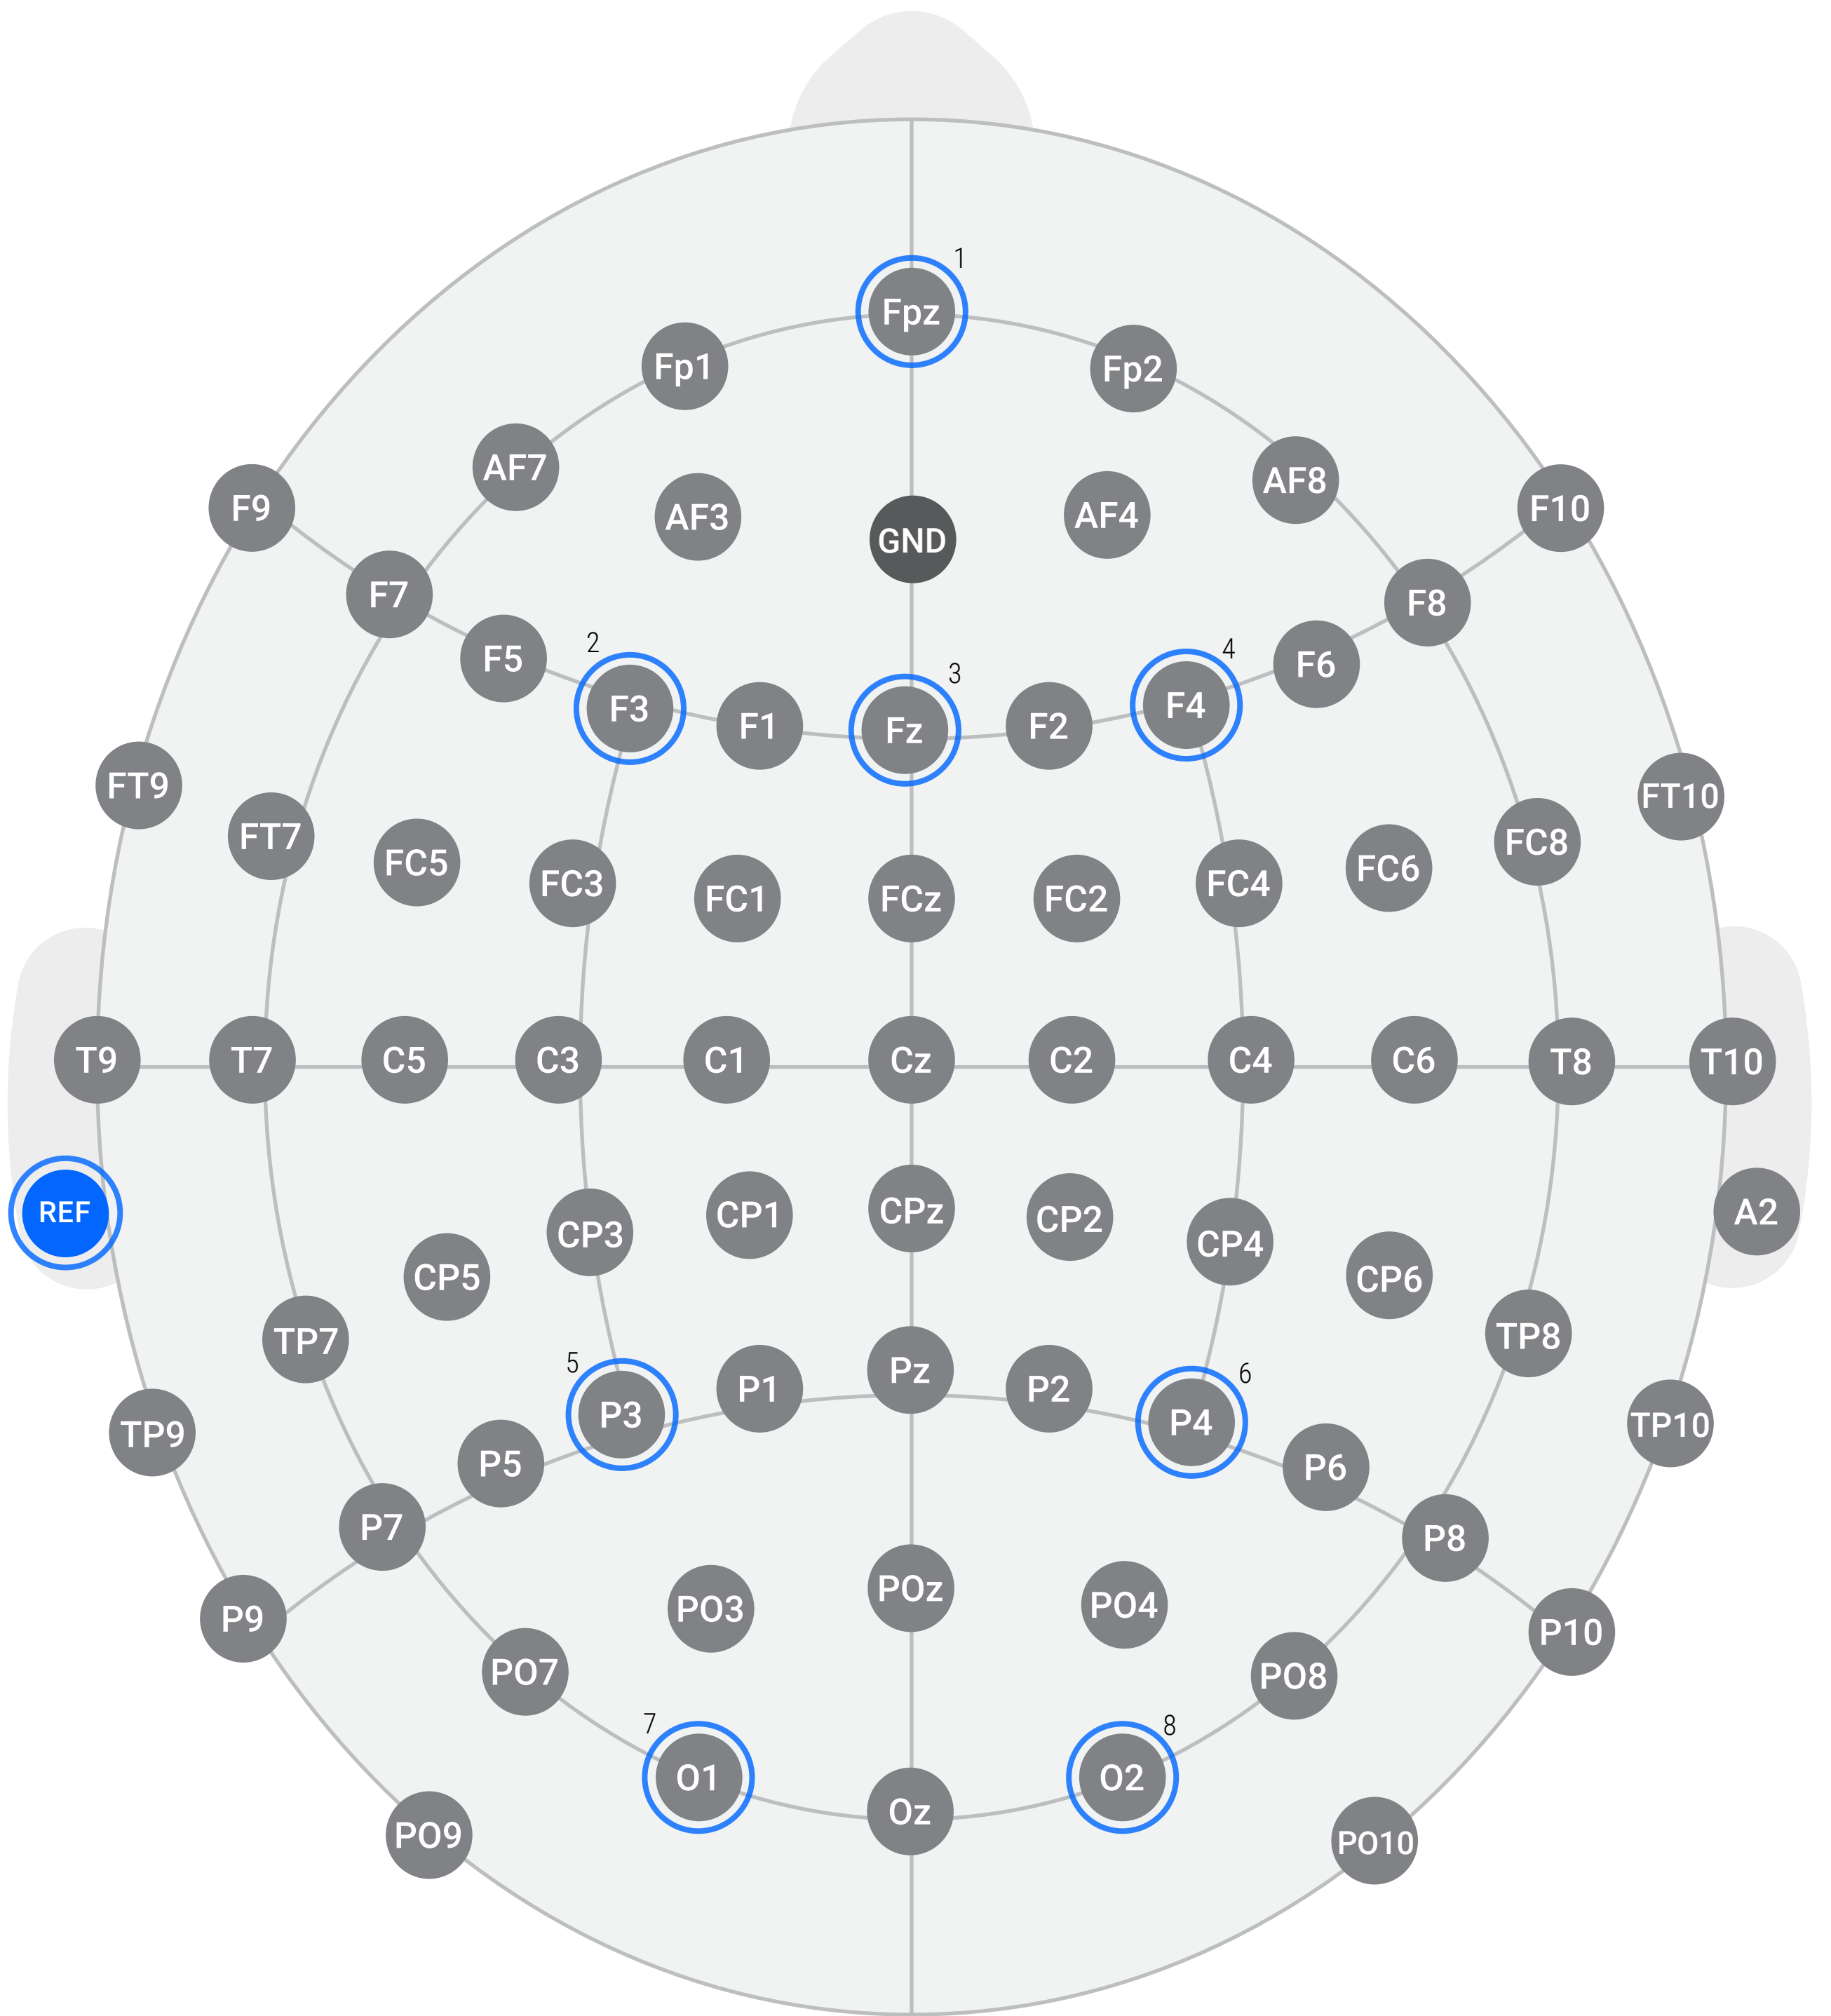 1
Fpz
Fp1
Fp2
AF7
AF8
F9
AF3
GND
AF4
F10
F7
F8
2
F5
F3
F1
3
Fz
F2
4
F4
F6
FT9
FT7
FC5
FC3
FC1
FCz
FC2
FC4
FC6
FC8
FT10
T9
T7
C5
C3
C1
Cz
C2
C4
C6
T8
T10
REF
CP5
CP3
CP1
CPz
CP2
CP4
CP6
A2
TP7
TP8
TP9
5
P3
P1
Pz
P2
6
P4
TP10
P5
P6
P7
P8
P9
PO3
POz
PO4
P10
PO7
PO8
7
O1
Oz
8
O2
PO9
PO10